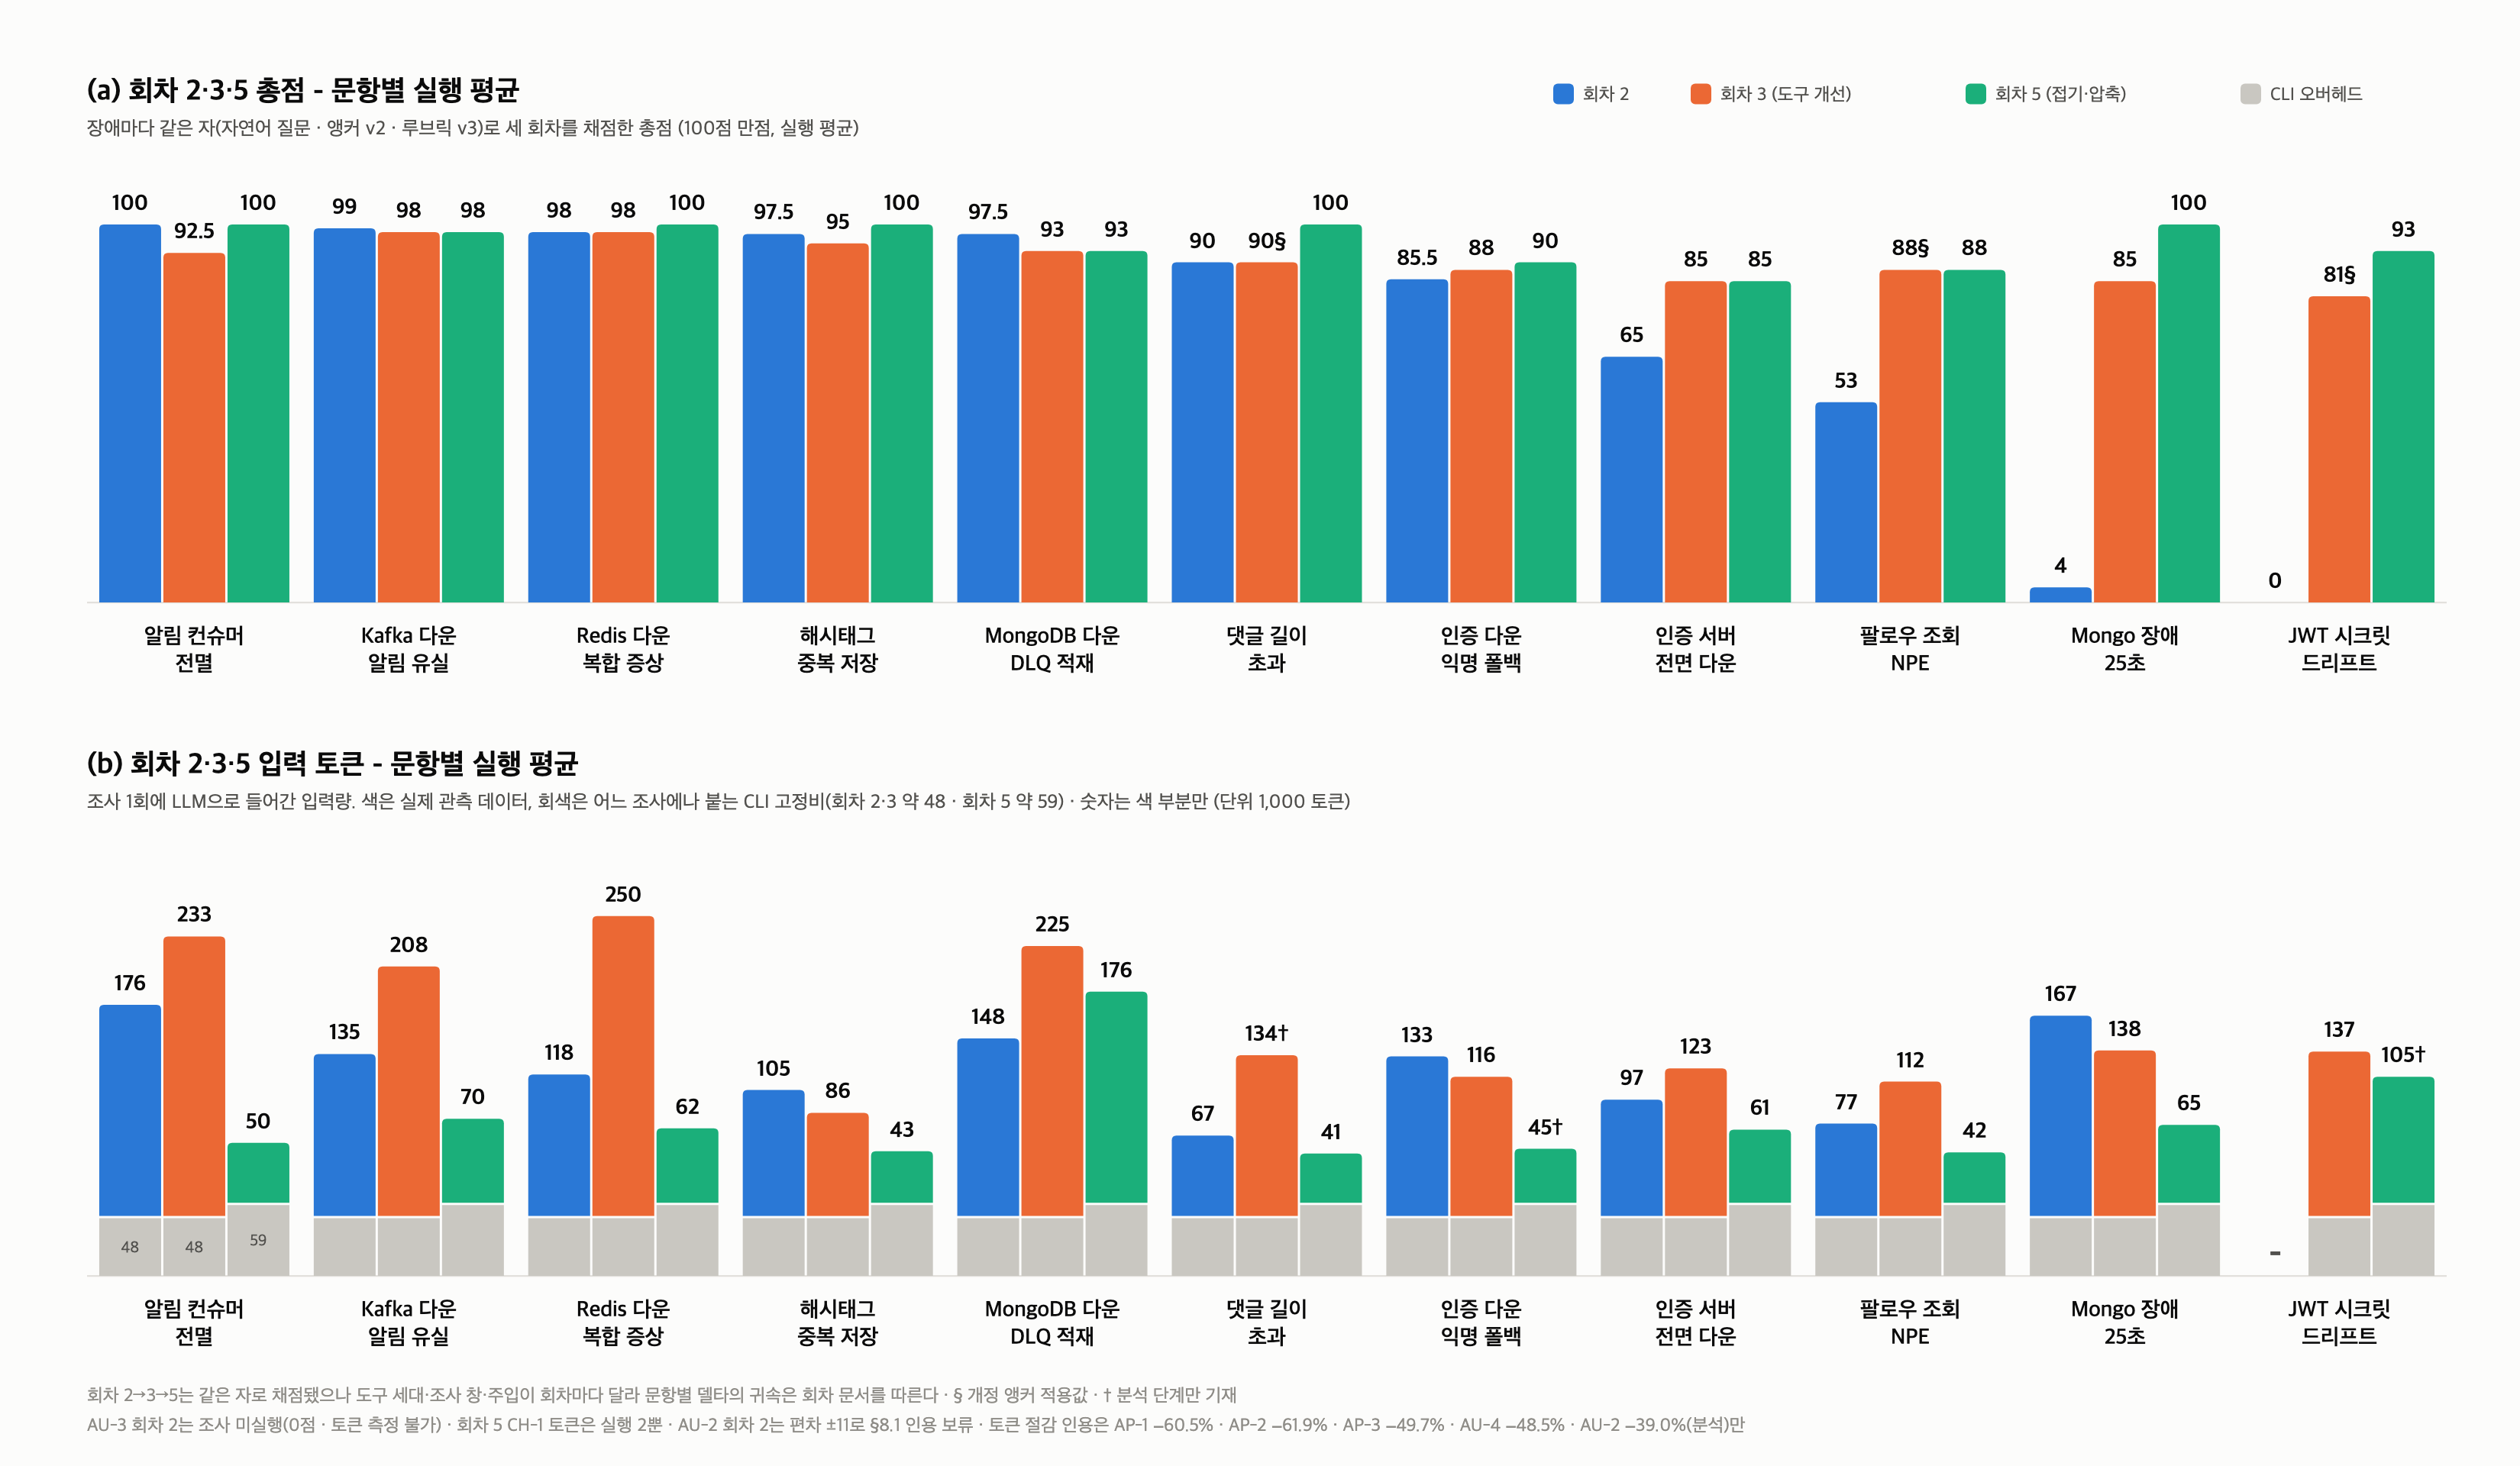 (a) 회차 2·3·5 총점 - 문항별 실행 평균
회차 2
회차 3 (도구 개선)
회차 5 (접기·압축)
CLI 오버헤드
장애마다 같은 자(자연어 질문 · 앵커 v2 · 루브릭 v3)로 세 회차를 채점한 총점 (100점 만점, 실행 평균)
100 92.5 100
99 98 98
98 98 100
97.5 95 100
97.5 93 93
90 90§ 100
85.5 88 90
65 85 85
53 88§ 88
4 85 100
0 81§ 93
알림 컨슈머
전멸
Kafka 다운
알림 유실
Redis 다운
복합 증상
해시태그
중복 저장
MongoDB 다운
DLQ 적재
댓글 길이
초과
인증 다운
익명 폴백
인증 서버
전면 다운
팔로우 조회
NPE
Mongo 장애
25초
JWT 시크릿
드리프트
(b) 회차 2·3·5 입력 토큰 - 문항별 실행 평균
조사 1회에 LLM으로 들어간 입력량. 색은 실제 관측 데이터, 회색은 어느 조사에나 붙는 CLI 고정비(회차 2·3 약 48 · 회차 5 약 59) · 숫자는 색 부분만 (단위 1,000 토큰)
176 233 50
135 208 70
118 250 62
105 86 43
148 225 176
67 134† 41
133 116 45†
97 123 61
77 112 42
167 138 65
- 137 105†
48 48 59
알림 컨슈머
전멸
Kafka 다운
알림 유실
Redis 다운
복합 증상
해시태그
중복 저장
MongoDB 다운
DLQ 적재
댓글 길이
초과
인증 다운
익명 폴백
인증 서버
전면 다운
팔로우 조회
NPE
Mongo 장애
25초
JWT 시크릿
드리프트
회차 2→3→5는 같은 자로 채점됐으나 도구 세대·조사 창·주입이 회차마다 달라 문항별 델타의 귀속은 회차 문서를 따른다 · § 개정 앵커 적용값 · † 분석 단계만 기재
AU-3 회차 2는 조사 미실행(0점 · 토큰 측정 불가) · 회차 5 CH-1 토큰은 실행 2뿐 · AU-2 회차 2는 편차 ±11로 §8.1 인용 보류 · 토큰 절감 인용은 AP-1 −60.5% · AP-2 −61.9% · AP-3 −49.7% · AU-4 −48.5% · AU-2 −39.0%(분석)만